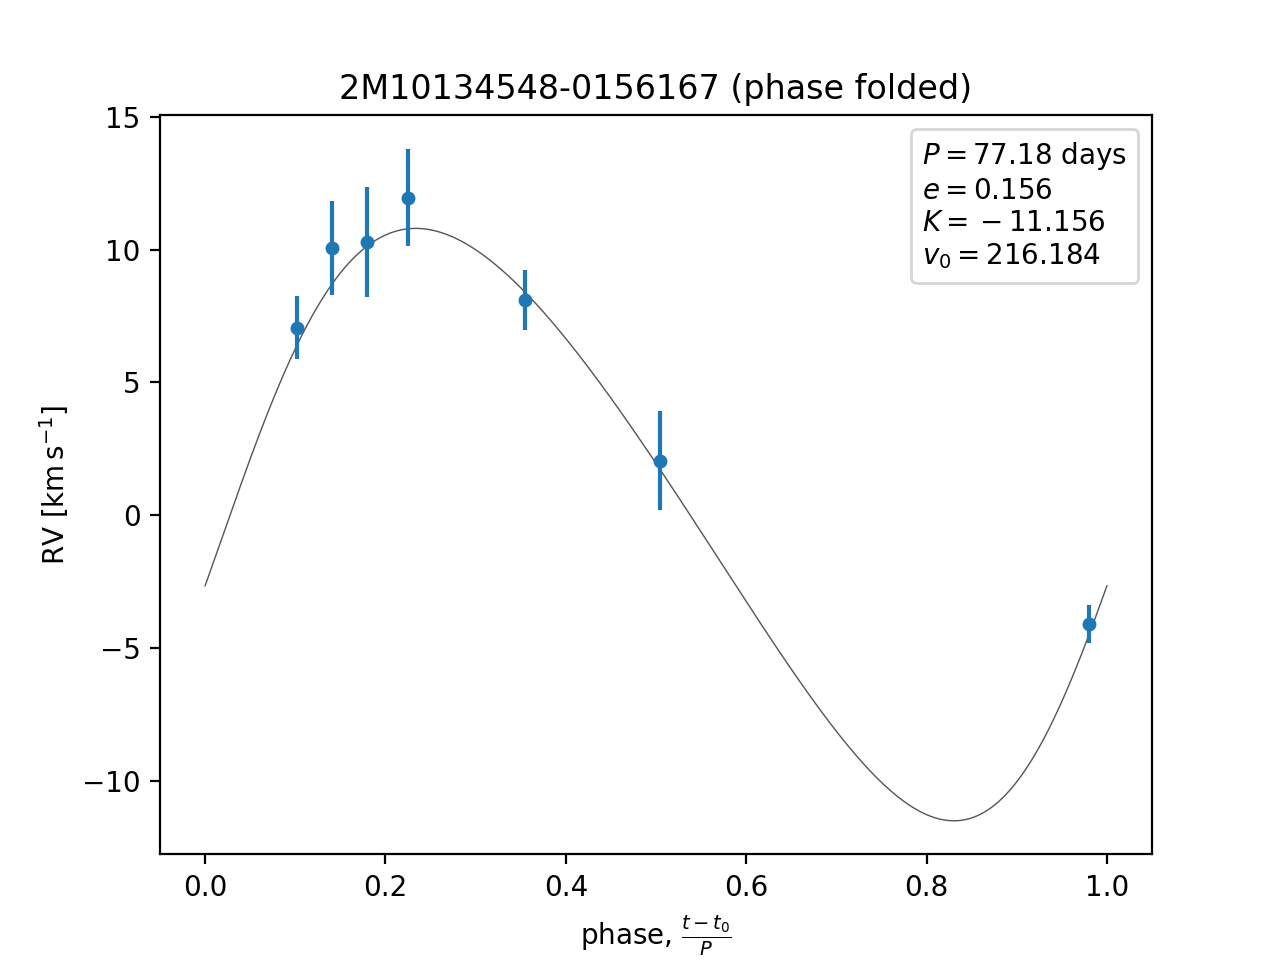 2M10134548-0156167 (phase folded)
P = 77.18 days
e = 0.156
K = −11.156
v₀ = 216.184
15
10
5
0
−5
−10
RV [km s⁻¹]
0.0 0.2 0.4 0.6 0.8 1.0
phase, (t − t₀)/P